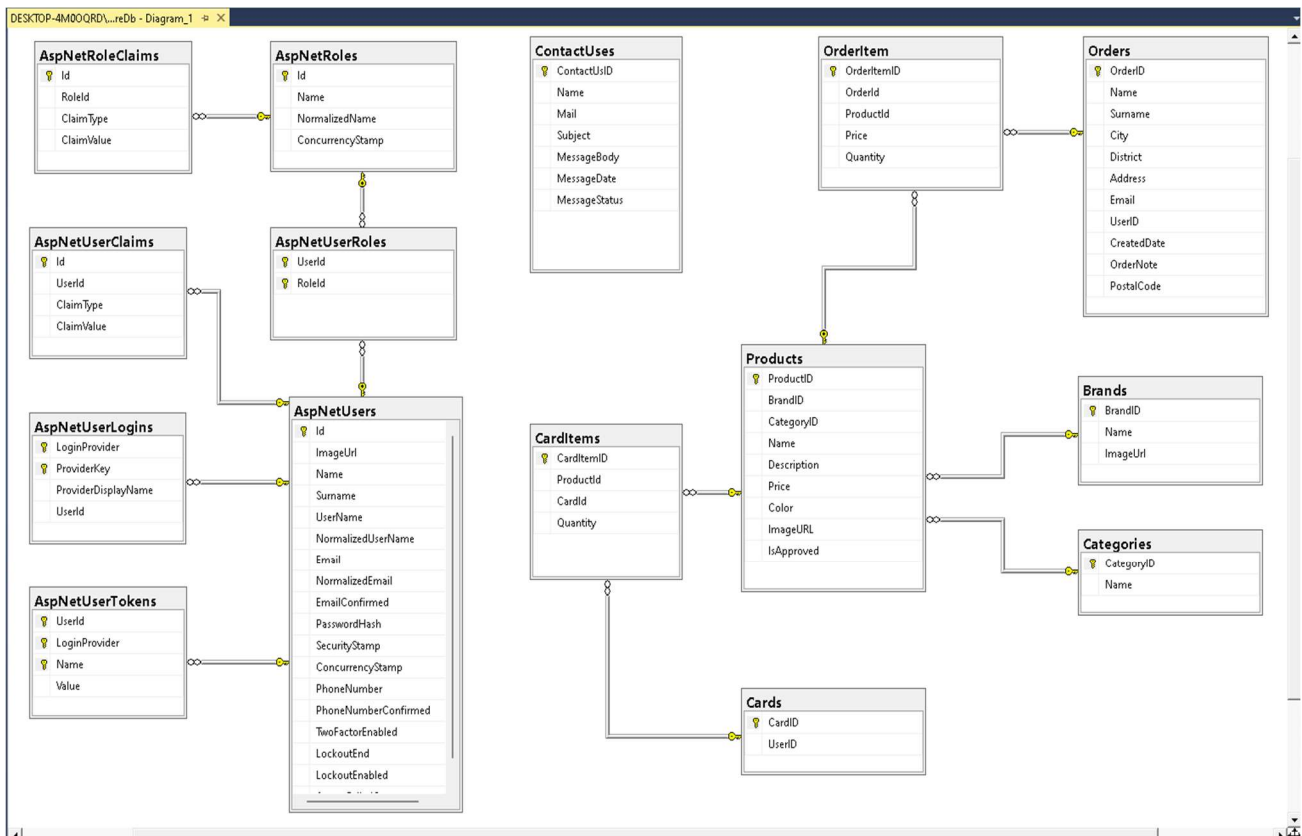 DESKTOP-4M0OQRD\...reDb - Diagram_1
AspNetRoleClaims
Id
RoleId
ClaimType
ClaimValue
AspNetRoles
Id
Name
NormalizedName
ConcurrencyStamp
ContactUses
ContactUsID
Name
Mail
Subject
MessageBody
MessageDate
MessageStatus
OrderItem
OrderItemID
OrderId
ProductId
Price
Quantity
Orders
OrderID
Name
Surname
City
District
Address
Email
UserID
CreatedDate
OrderNote
PostalCode
AspNetUserClaims
Id
UserId
ClaimType
ClaimValue
AspNetUserRoles
UserId
RoleId
AspNetUserLogins
LoginProvider
ProviderKey
ProviderDisplayName
UserId
AspNetUsers
Id
ImageUrl
Name
Surname
UserName
NormalizedUserName
Email
NormalizedEmail
EmailConfirmed
PasswordHash
SecurityStamp
ConcurrencyStamp
PhoneNumber
PhoneNumberConfirmed
TwoFactorEnabled
LockoutEnd
LockoutEnabled
AspNetUserTokens
UserId
LoginProvider
Name
Value
CardItems
CardItemID
ProductId
CardId
Quantity
Products
ProductID
BrandID
CategoryID
Name
Description
Price
Color
ImageURL
IsApproved
Brands
BrandID
Name
ImageUrl
Categories
CategoryID
Name
Cards
CardID
UserID